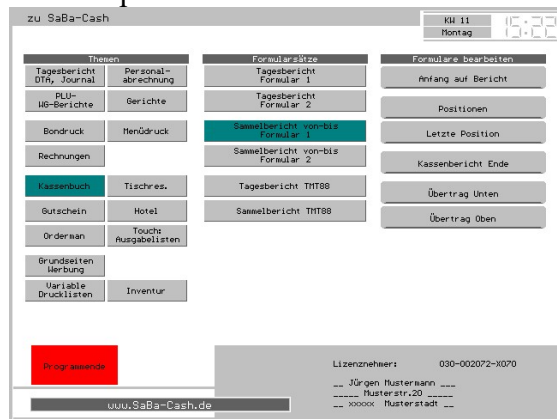 zu SaBa-Cash
KW 11
Montag
15:22
Themen
Tagesbericht
DTA, Journal
Personal-
abrechnung
PLU-
WG-Berichte
Gerichte
Bondruck
Menüdruck
Rechnungen
Kassenbuch
Tischres.
Gutschein
Hotel
Orderman
Touch:
Ausgabelisten
Grundseiten
Werbung
Variable
Drucklisten
Inventur
Formularsätze
Tagesbericht
Formular 1
Tagesbericht
Formular 2
Sammelbericht von-bis
Formular 1
Sammelbericht von-bis
Formular 2
Tagesbericht TMT88
Sammelbericht TMT88
Formulare bearbeiten
Anfang auf Bericht
Positionen
Letzte Position
Kassenbericht Ende
Übertrag Unten
Übertrag Oben
Programmende
www.SaBa-Cash.de
Lizenznehmer: 030-002072-X070
__ Jürgen Mustermann ___
_____ Musterstr.20 _____
__ xxxxx Musterstadt __